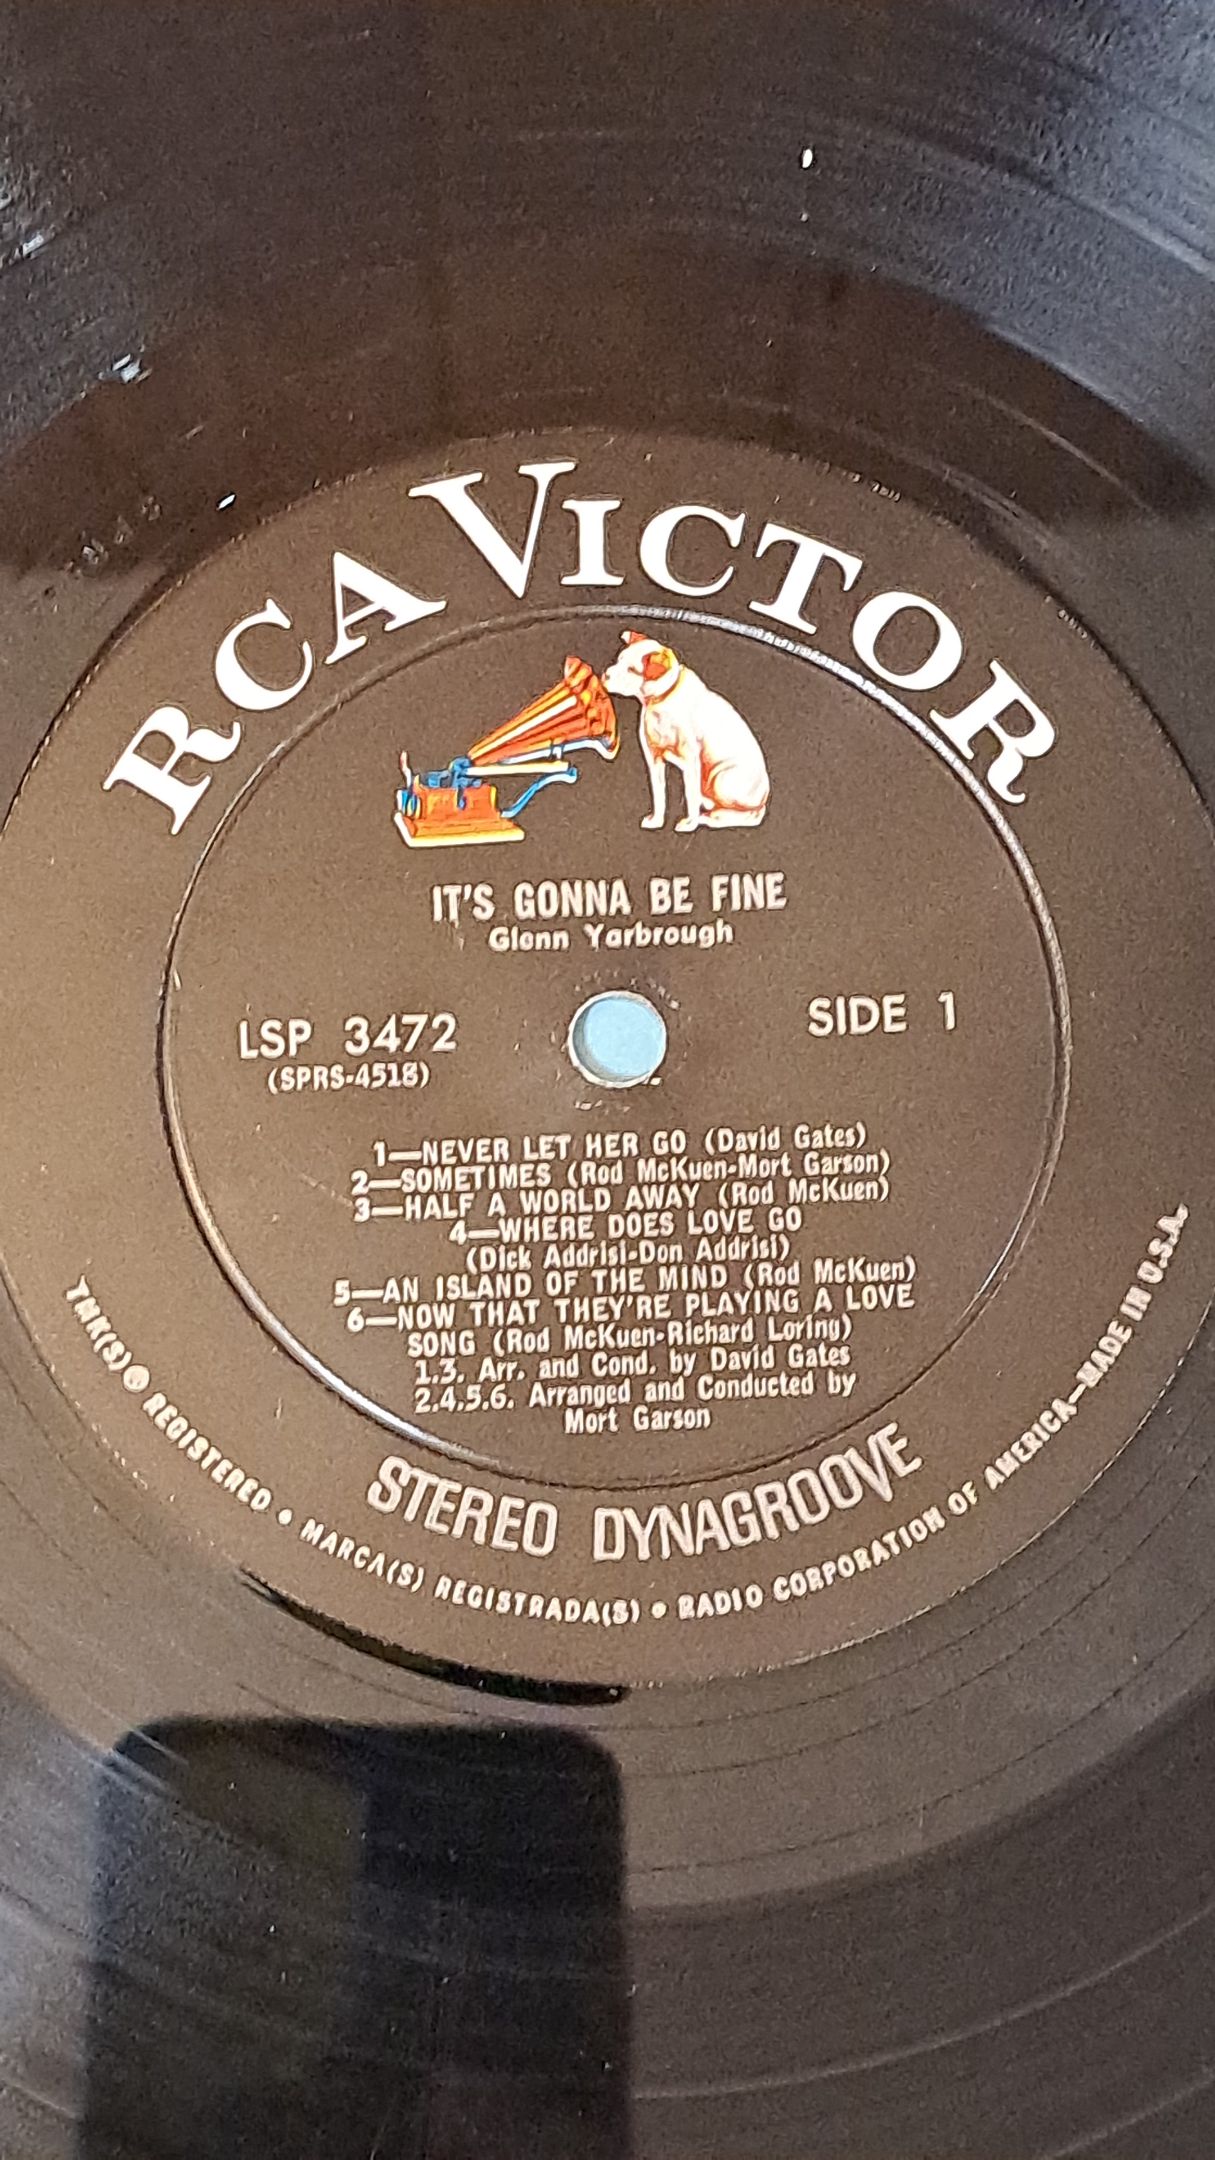 RCA VICTOR
IT'S GONNA BE FINE
Glenn Yarbrough
LSP 3472
SIDE 1
(SPRS-4518)
1—NEVER LET HER GO (David Gates)
2—SOMETIMES (Rod McKuen-Mort Garson)
3—HALF A WORLD AWAY (Rod McKuen)
4—WHERE DOES LOVE GO
(Dick Addrisi-Don Addrisi)
5—AN ISLAND OF THE MIND (Rod McKuen)
6—NOW THAT THEY'RE PLAYING A LOVE
SONG (Rod McKuen-Richard Loring)
1.3. Arr. and Cond. by David Gates
2.4.5.6. Arranged and Conducted by
Mort Garson
STEREO DYNAGROOVE
TMK(S) ® REGISTERED • MARCA(S) REGISTRADA(S) • RADIO CORPORATION OF AMERICA—MADE IN U.S.A.